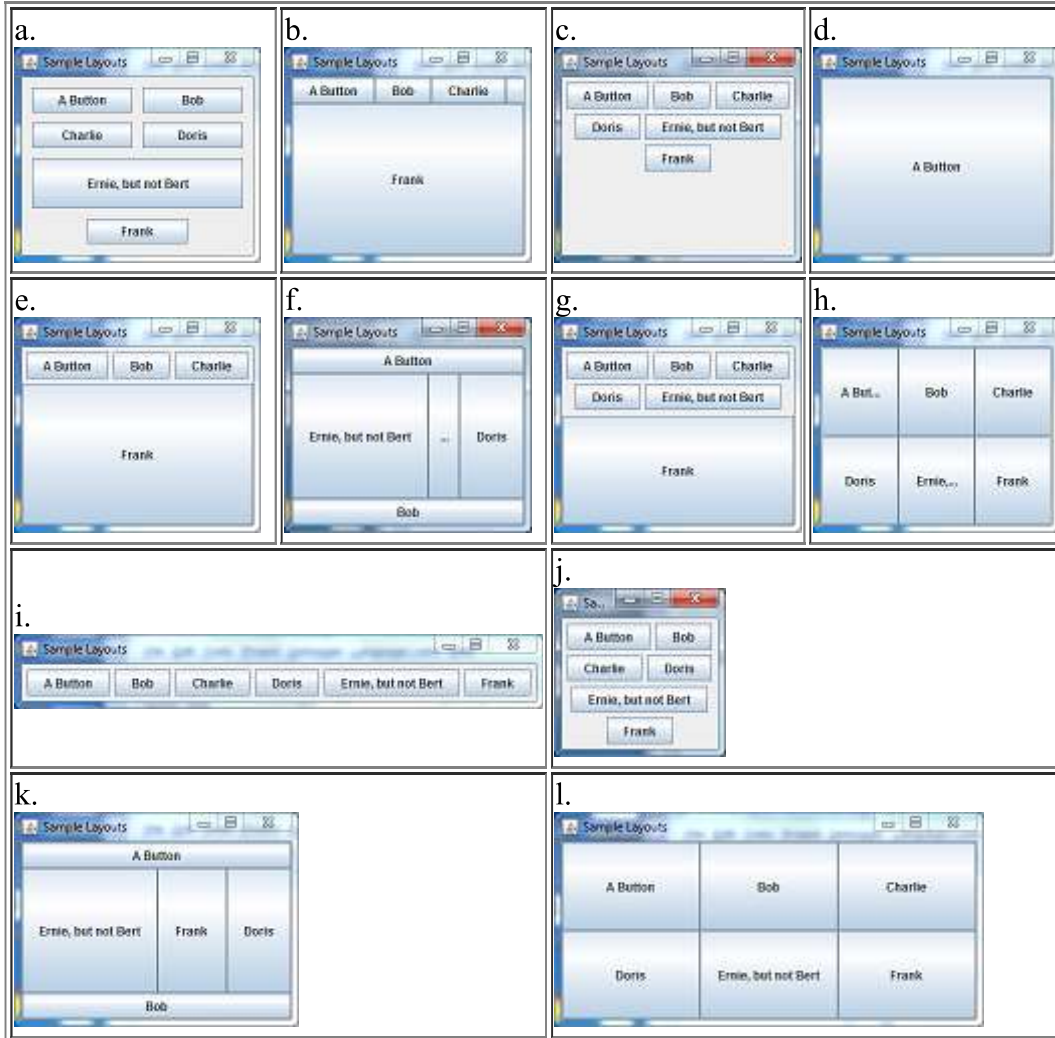 a.
Sample Layouts
A Button Bob
Charlie Doris
Ernie, but not Bert
Frank
b.
Sample Layouts
A Button Bob Charlie
Frank
c.
Sample Layouts
A Button Bob Charlie
Doris Ernie, but not Bert
Frank
d.
Sample Layouts
A Button
e.
Sample Layouts
A Button Bob Charlie
Frank
f.
Sample Layouts
A Button
Ernie, but not Bert ... Doris
Bob
g.
Sample Layouts
A Button Bob Charlie
Doris Ernie, but not Bert
Frank
h.
Sample Layouts
A But... Bob Charlie
Doris Ernie,... Frank
i.
Sample Layouts
A Button Bob Charlie Doris Ernie, but not Bert Frank
j.
Sa...
A Button Bob
Charlie Doris
Ernie, but not Bert
Frank
k.
Sample Layouts
A Button
Ernie, but not Bert Frank Doris
Bob
l.
Sample Layouts
A Button Bob Charlie
Doris Ernie, but not Bert Frank